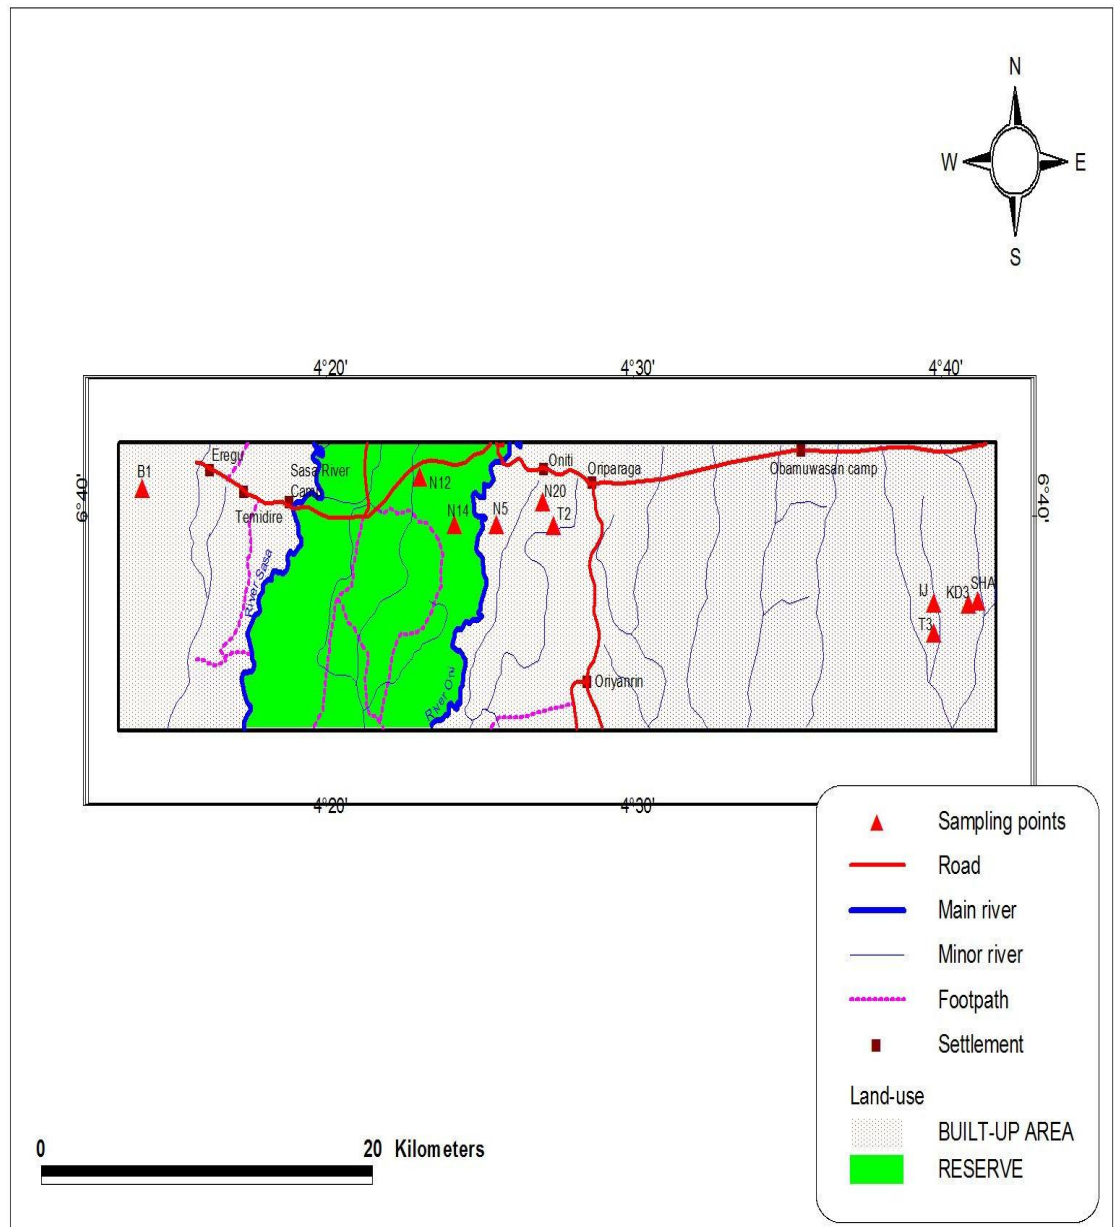 N
W E
S
4°20' 4°30' 4°40'
6°40'
6°40'
B1
Eregu
Sasa River
Camp
Temidire
N12
N14
N5
Oniti
N20
T2
Oriparaga
Obamuwasan camp
IJ
KD3
SHA
T3
River Sasa
River Oni
Oriyanrin
4°20' 4°30'
Sampling points
Road
Main river
Minor river
Footpath
Settlement
Land-use
BUILT-UP AREA
RESERVE
0 20 Kilometers